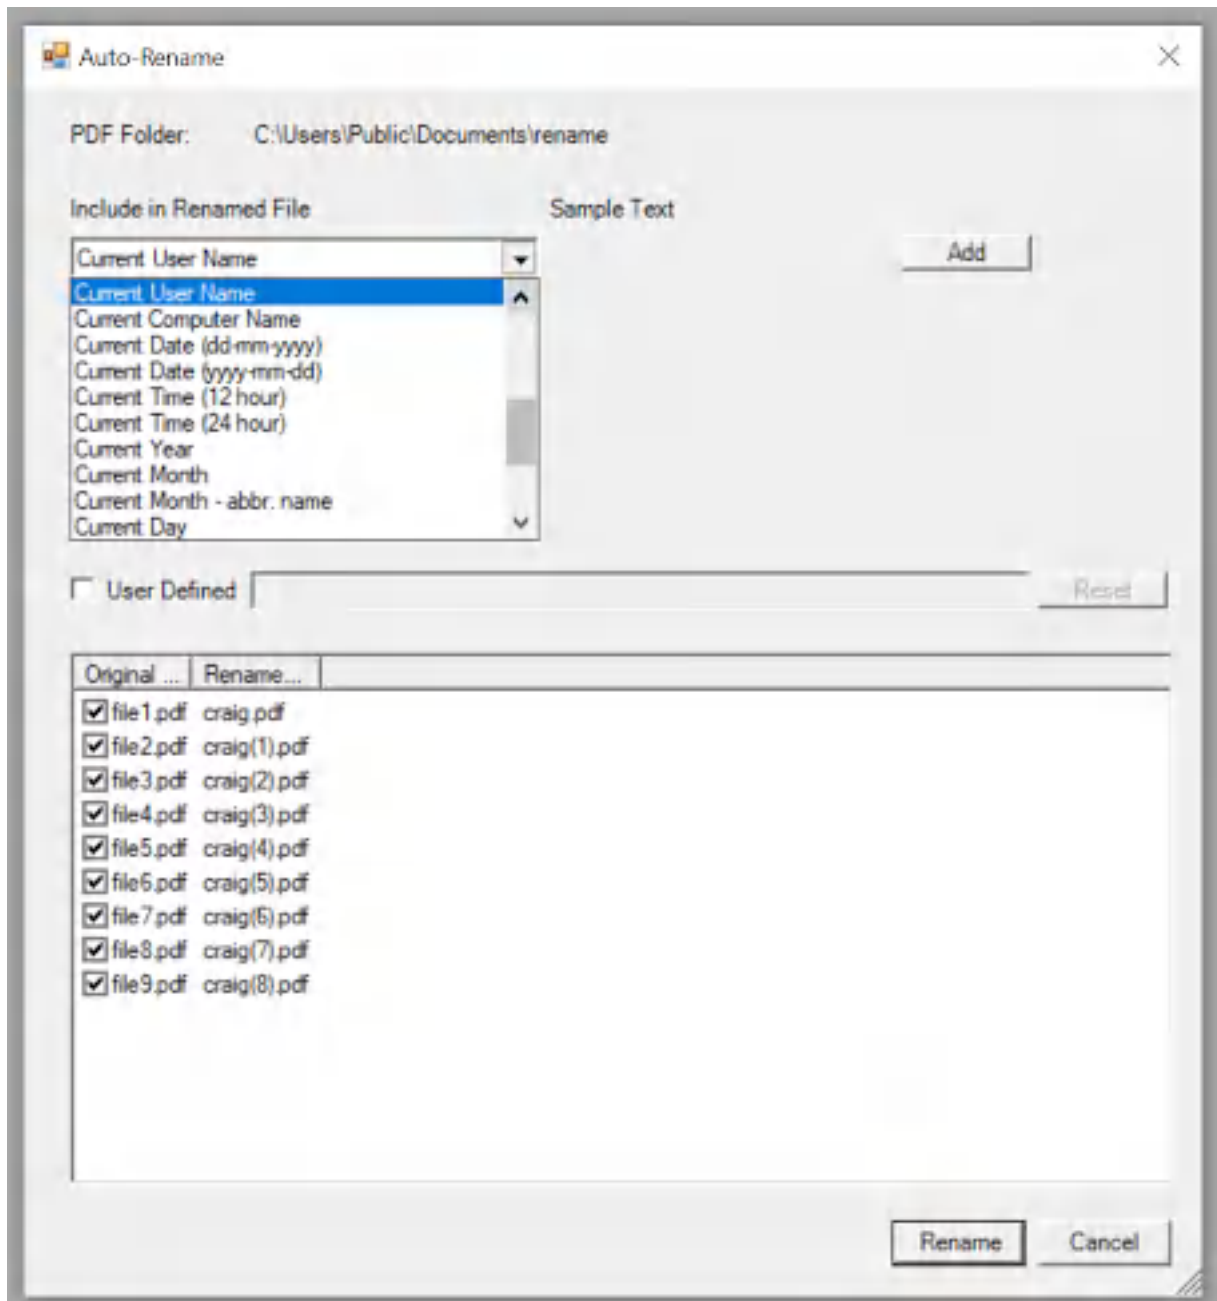 Auto-Rename
PDF Folder: C:\Users\Public\Documents\rename
Include in Renamed File Sample Text
Current User Name Add
Current User Name
Current Computer Name
Current Date (dd-mm-yyyy)
Current Date (yyyy-mm-dd)
Current Time (12 hour)
Current Time (24 hour)
Current Year
Current Month
Current Month - abbr. name
Current Day
User Defined Reset
Original ... Rename...
file1.pdf craig.pdf
file2.pdf craig(1).pdf
file3.pdf craig(2).pdf
file4.pdf craig(3).pdf
file5.pdf craig(4).pdf
file6.pdf craig(5).pdf
file7.pdf craig(6).pdf
file8.pdf craig(7).pdf
file9.pdf craig(8).pdf
Rename Cancel